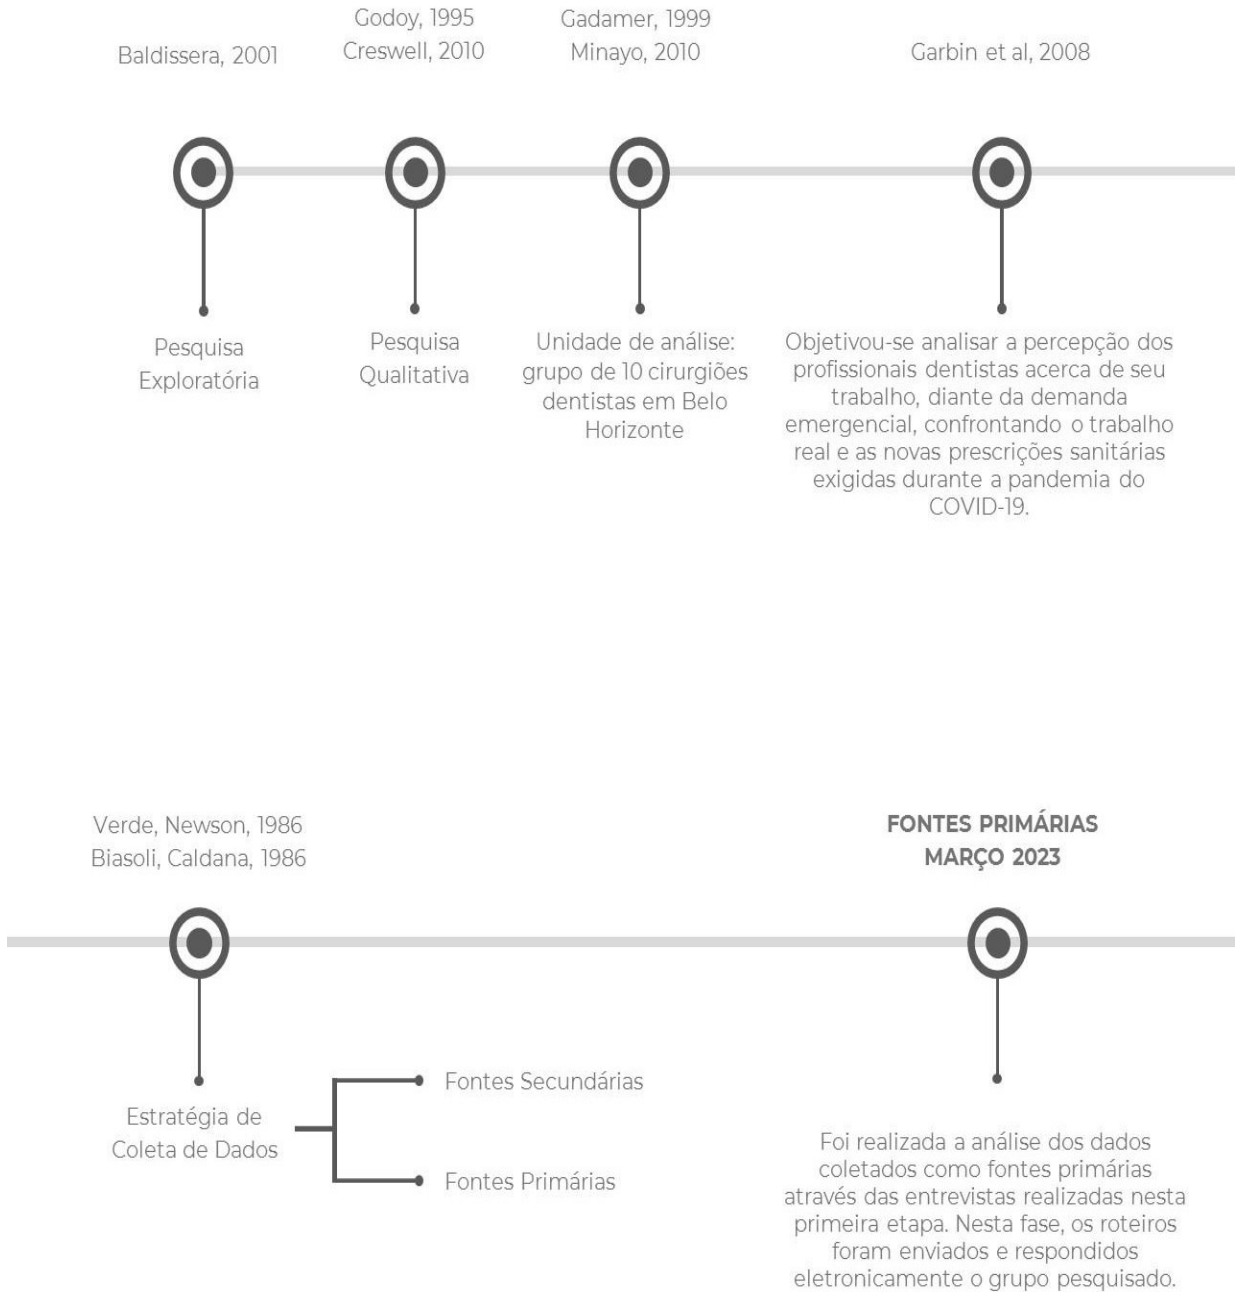 Baldissera, 2001
Godoy, 1995
Creswell, 2010
Gadamer, 1999
Minayo, 2010
Garbin et al, 2008
Pesquisa
Exploratória
Pesquisa
Qualitativa
Unidade de análise:
grupo de 10 cirurgiões
dentistas em Belo
Horizonte
Objetivou-se analisar a percepção dos
profissionais dentistas acerca de seu
trabalho, diante da demanda
emergencial, confrontando o trabalho
real e as novas prescrições sanitárias
exigidas durante a pandemia do
COVID-19.
Verde, Newson, 1986
Biasoli, Caldana, 1986
Estratégia de
Coleta de Dados
Fontes Secundárias
Fontes Primárias
FONTES PRIMÁRIAS
MARÇO 2023
Foi realizada a análise dos dados
coletados como fontes primárias
através das entrevistas realizadas nesta
primeira etapa. Nesta fase, os roteiros
foram enviados e respondidos
eletronicamente o grupo pesquisado.